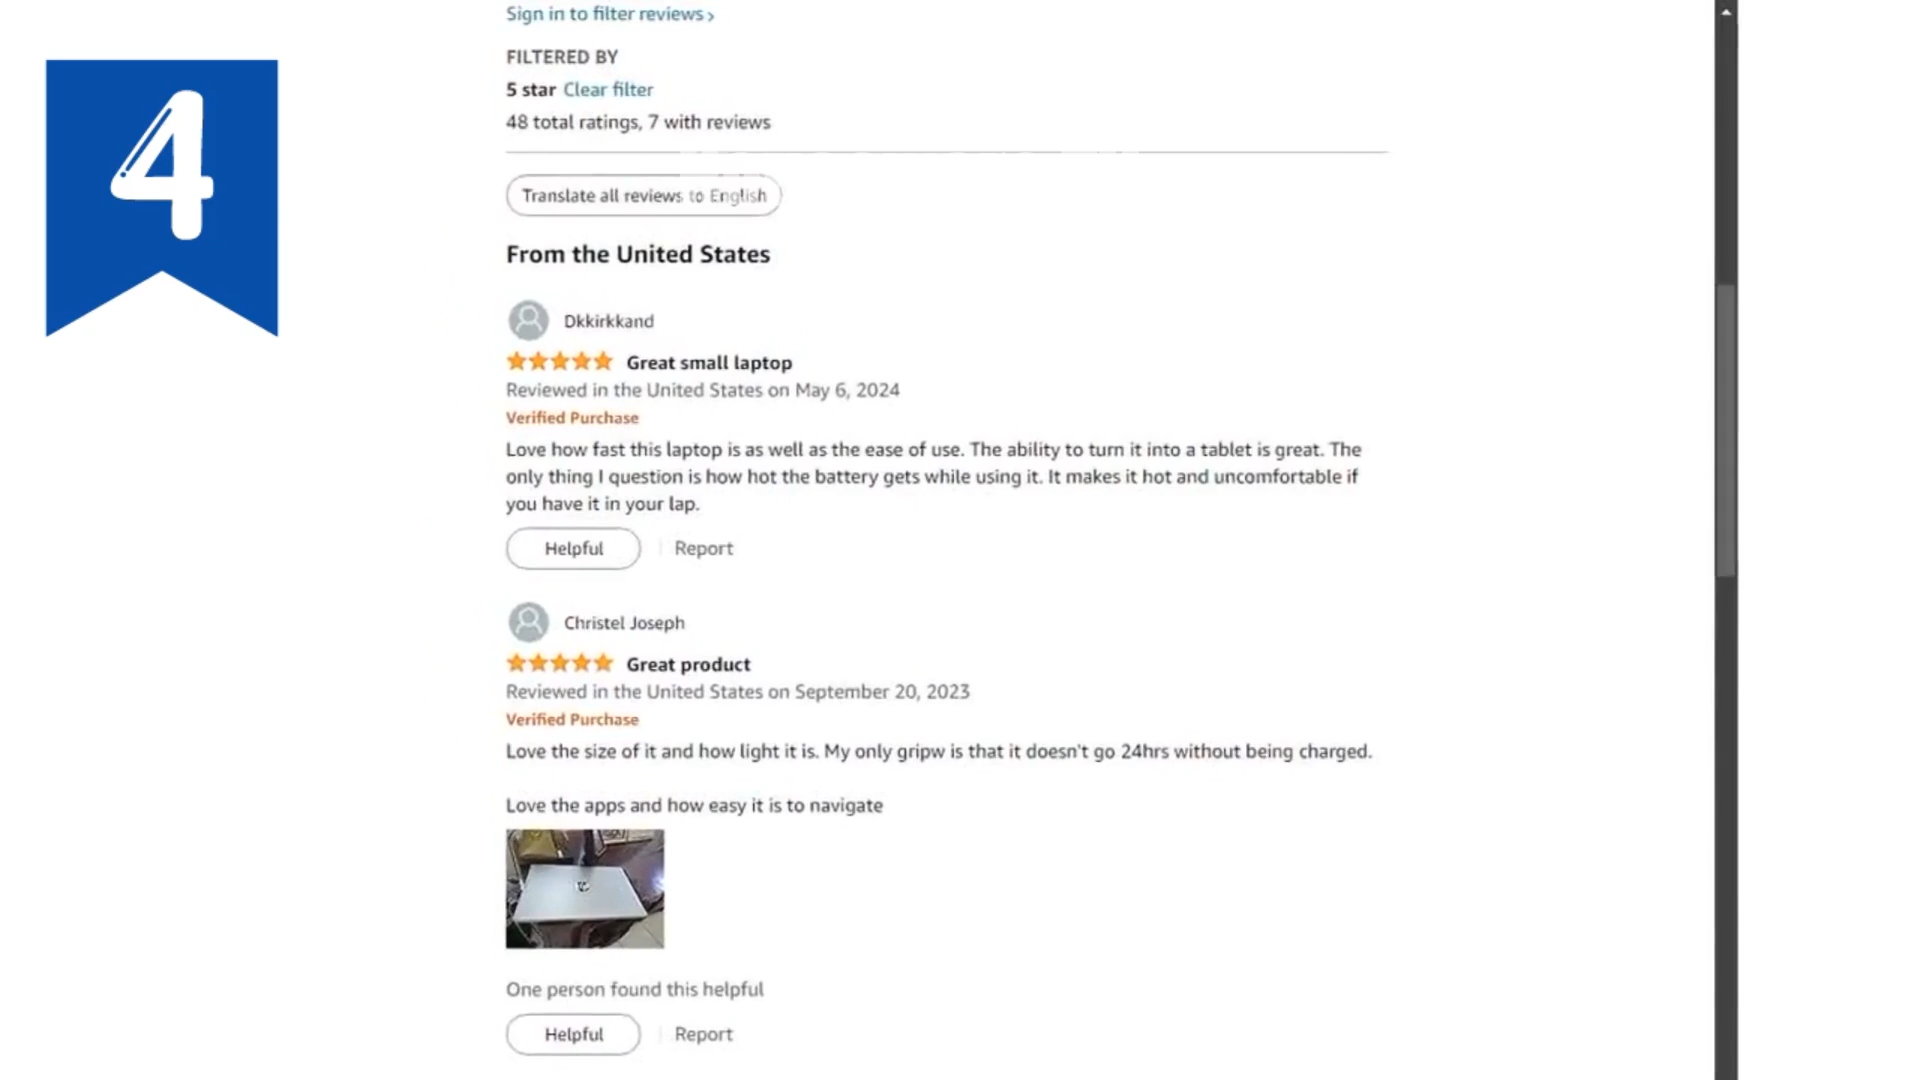 Sign in to filter reviews ›
4
FILTERED BY
5 star Clear filter
48 total ratings, 7 with reviews
Translate all reviews to English
From the United States
Dkkirkkand
Great small laptop
Reviewed in the United States on May 6, 2024
Verified Purchase
Love how fast this laptop is as well as the ease of use. The ability to turn it into a tablet is great. The
only thing I question is how hot the battery gets while using it. It makes it hot and uncomfortable if
you have it in your lap.
Helpful
Report
Christel Joseph
Great product
Reviewed in the United States on September 20, 2023
Verified Purchase
Love the size of it and how light it is. My only gripw is that it doesn't go 24hrs without being charged.
Love the apps and how easy it is to navigate
One person found this helpful
Helpful
Report